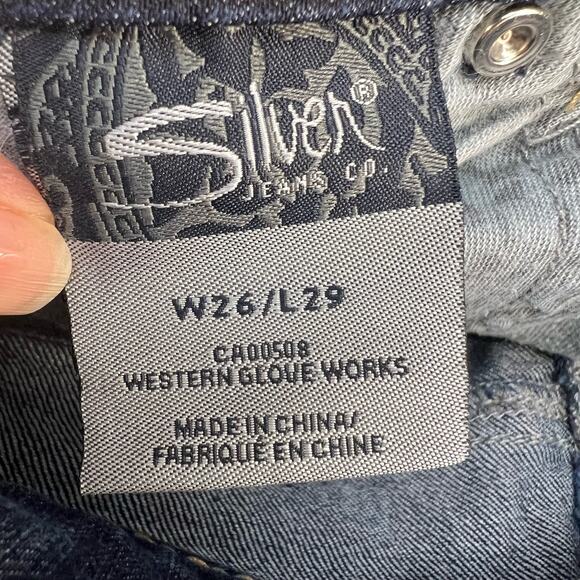 Silver®
JEANS CO.
W26/L29
CA00508
WESTERN GLOVE WORKS
MADE IN CHINA/
FABRIQUÉ EN CHINE